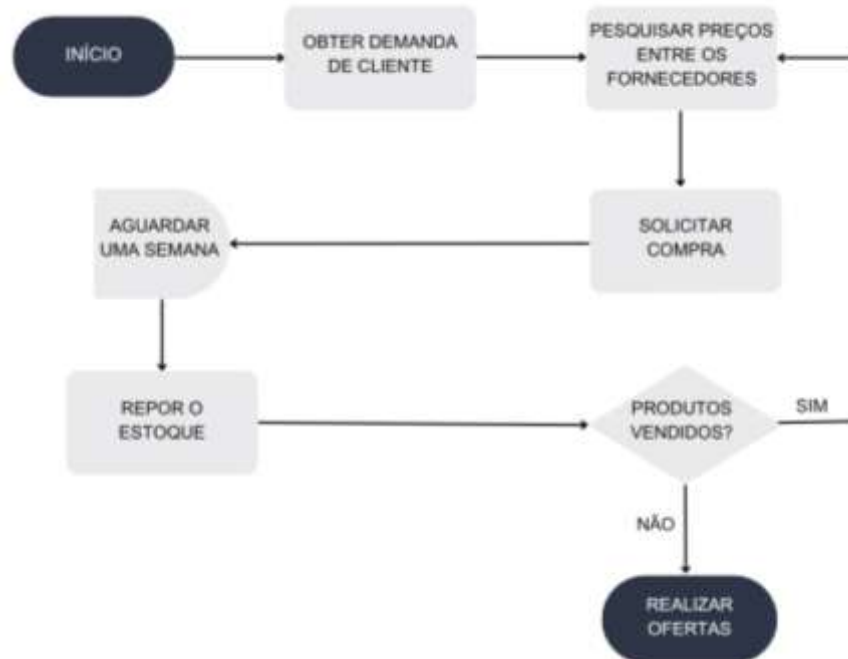 INÍCIO
OBTER DEMANDA
DE CLIENTE
PESQUISAR PREÇOS
ENTRE OS
FORNECEDORES
SOLICITAR
COMPRA
AGUARDAR
UMA SEMANA
REPOR O
ESTOQUE
PRODUTOS
VENDIDOS?
SIM
NÃO
REALIZAR
OFERTAS